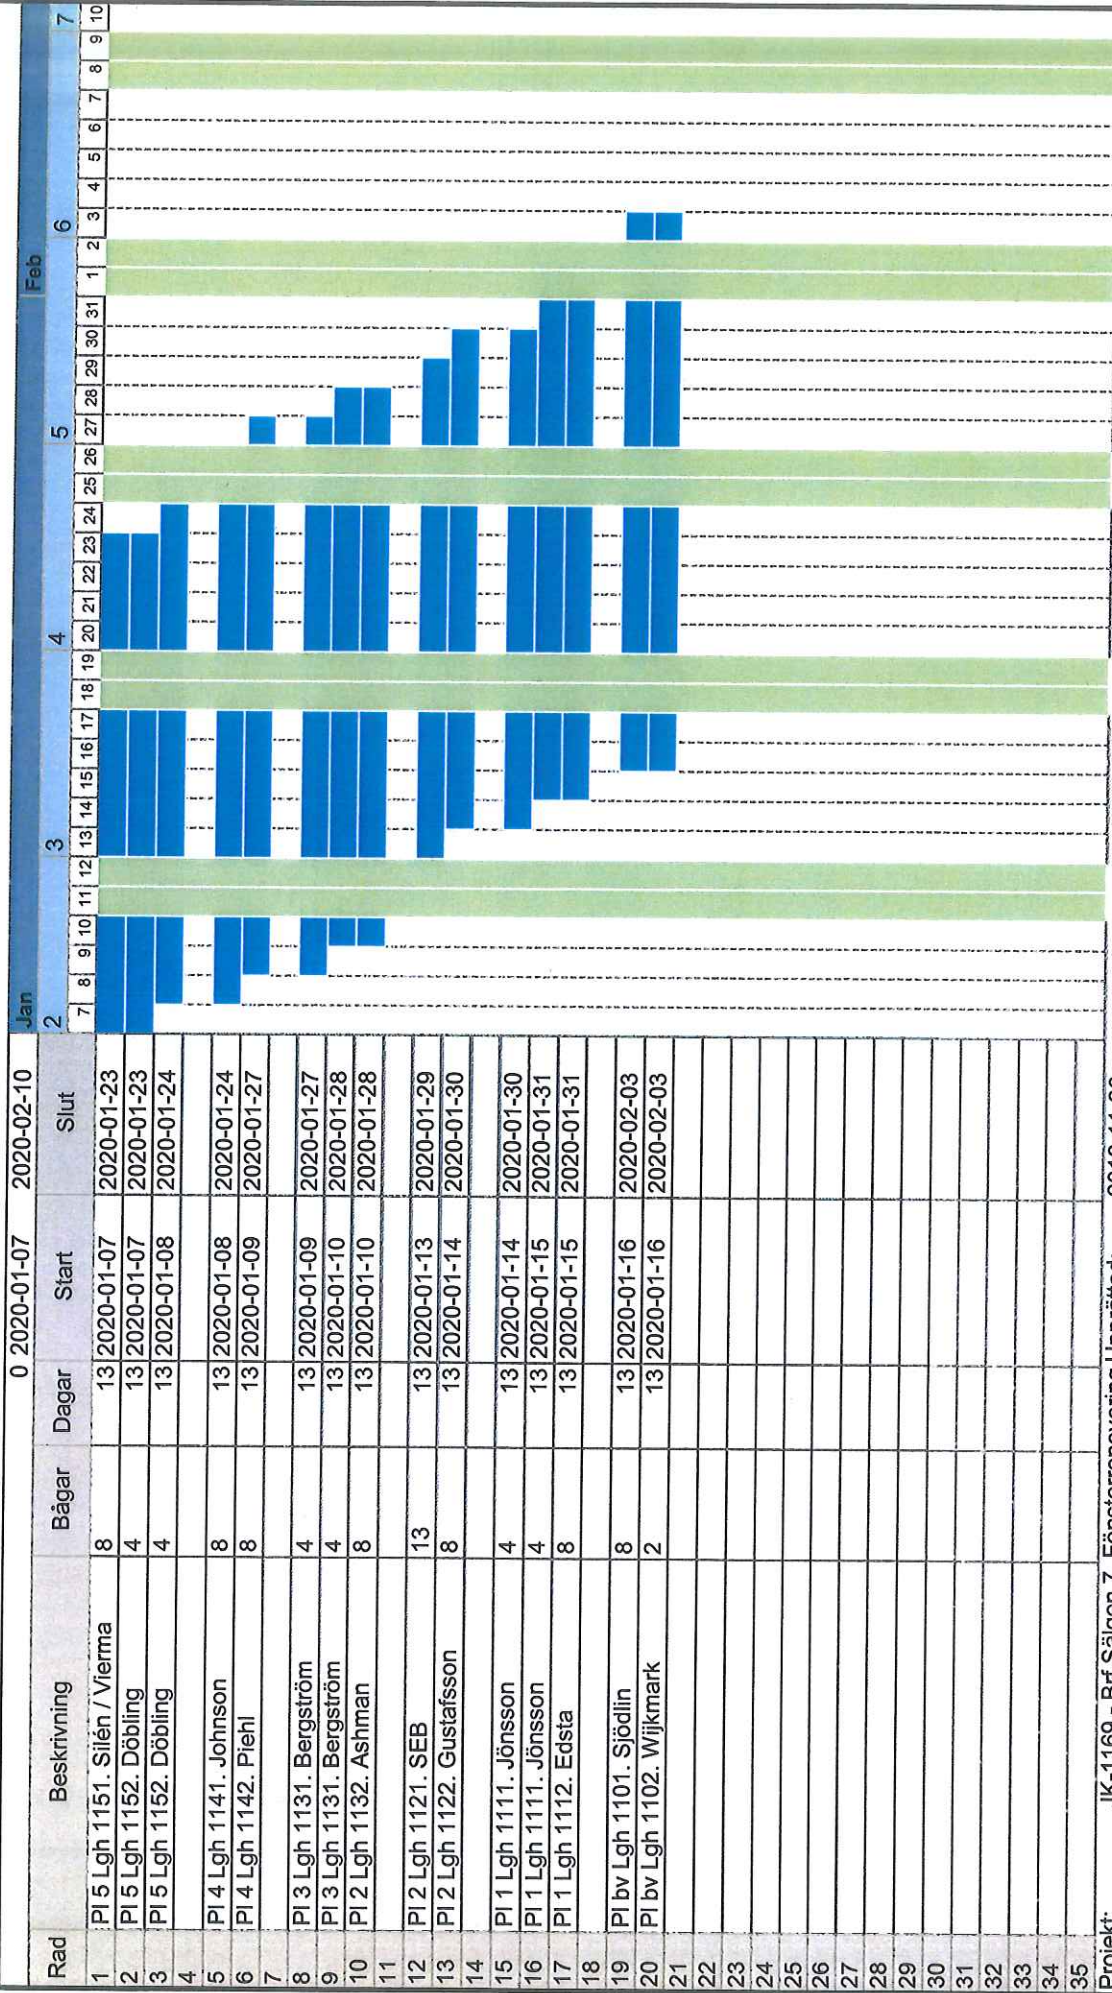 0 2020-01-07 2020-02-10 Jan Feb
Rad Beskrivning Bågar Dagar Start Slut 2 3 4 5 6 7
7 8 9 10 11 12 13 14 15 16 17 18 19 20 21 22 23 24 25 26 27 28 29 30 31 1 2 3 4 5 6 7 8 9 10
1 Pl 5 Lgh 1151. Silén / Vierma 8 13 2020-01-07 2020-01-23
2 Pl 5 Lgh 1152. Döbling 4 13 2020-01-07 2020-01-23
3 Pl 5 Lgh 1152. Döbling 4 13 2020-01-08 2020-01-24
4
5 Pl 4 Lgh 1141. Johnson 8 13 2020-01-08 2020-01-24
6 Pl 4 Lgh 1142. Piehl 8 13 2020-01-09 2020-01-27
7
8 Pl 3 Lgh 1131. Bergström 4 13 2020-01-09 2020-01-27
9 Pl 3 Lgh 1131. Bergström 4 13 2020-01-10 2020-01-28
10 Pl 2 Lgh 1132. Ashman 8 13 2020-01-10 2020-01-28
11
12 Pl 2 Lgh 1121. SEB 13 13 2020-01-13 2020-01-29
13 Pl 2 Lgh 1122. Gustafsson 8 13 2020-01-14 2020-01-30
14
15 Pl 1 Lgh 1111. Jönsson 4 13 2020-01-14 2020-01-30
16 Pl 1 Lgh 1111. Jönsson 4 13 2020-01-15 2020-01-31
17 Pl 1 Lgh 1112. Edsta 8 13 2020-01-15 2020-01-31
18
19 Pl bv Lgh 1101. Sjödlin 8 13 2020-01-16 2020-02-03
20 Pl bv Lgh 1102. Wijkmark 2 13 2020-01-16 2020-02-03
21
22
23
24
25
26
27
28
29
30
31
32
33
34
35
Projekt: IK-1169 - Brf Sälgen 7, Fönsterrenovering